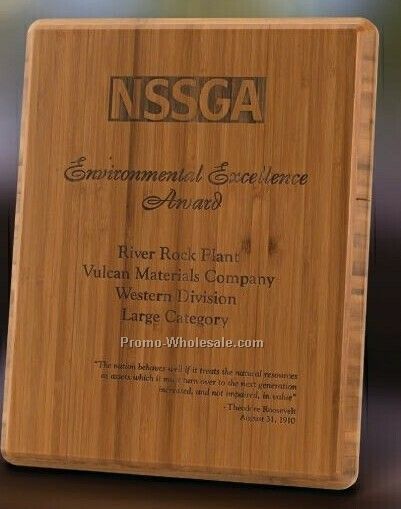 NSSGA
Environmental Excellence
Award
River Rock Plant
Vulcan Materials Company
Western Division
Large Category
Promo-Wholesale.com
"The nation behaves well if it treats the natural resources
as assets which it must turn over to the next generation
increased, and not impaired, in value"
- Theodore Roosevelt
August 31, 1910